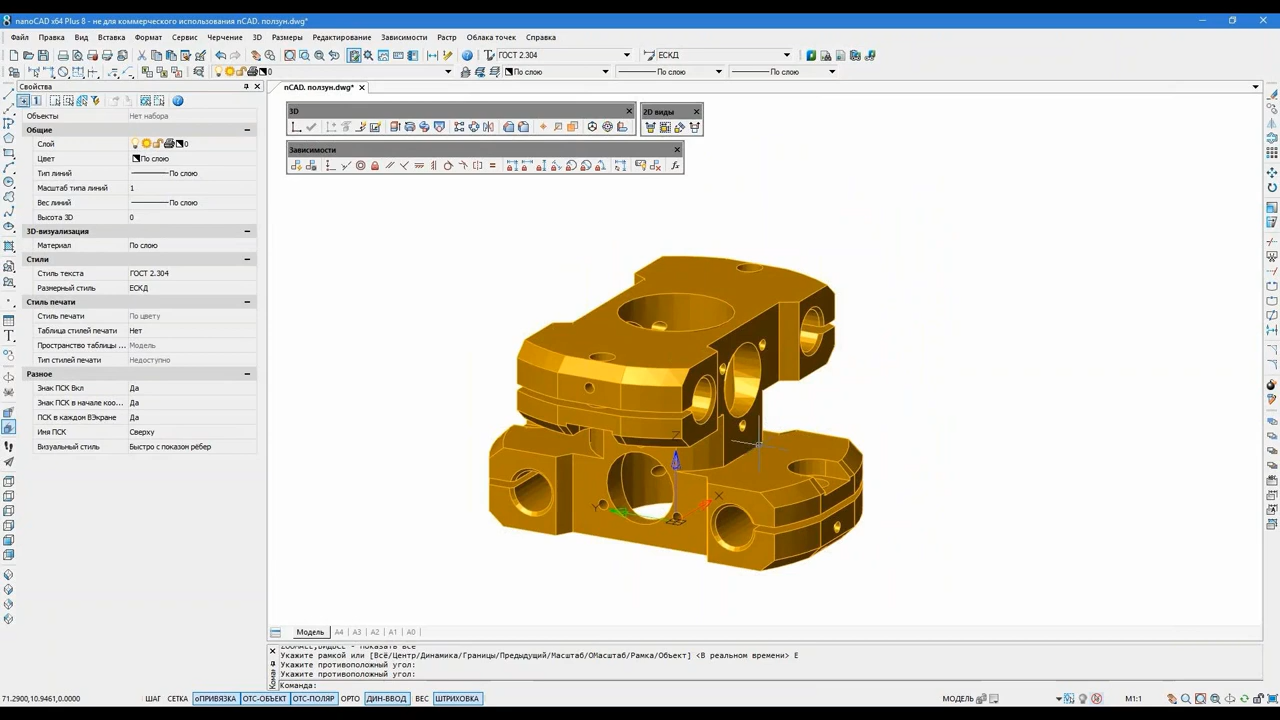 nanoCAD x64 Plus 8 - не для коммерческого использования nCAD. ползун.dwg*
Файл Правка Вид Вставка Формат Сервис Черчение 3D Размеры Редактирование Зависимости Растр Облака точек Справка
ГОСТ 2.304 ЕСКД
0 По слою По слою По слою
Свойства
nCAD. ползун.dwg*
3D
2D виды
Зависимости
Объекты Нет набора
Общие
Слой 0
Цвет По слою
Тип линий По слою
Масштаб типа линий 1
Вес линий По слою
Высота 3D 0
3D-визуализация
Материал По слою
Стили
Стиль текста ГОСТ 2.304
Размерный стиль ЕСКД
Стиль печати
Стиль печати По цвету
Таблица стилей печати Нет
Пространство таблицы ... Модель
Тип стилей печати Недоступно
Разное
Знак ПСК Вкл Да
Знак ПСК в начале коо... Да
ПСК в каждом ВЭкране Да
Имя ПСК Сверху
Визуальный стиль Быстро с показом рёбер
Z
X
Y
Модель A4 A3 A2 A1 A0
Укажите рамкой или [Всё/Центр/Динамика/Границы/Предыдущий/Масштаб/ОМасштаб/Рамка/Объект] <В реальном времени> E
Укажите противоположный угол:
Укажите противоположный угол:
Команда:
71.2900,10.9461,0.0000 ШАГ СЕТКА оПРИВЯЗКА ОТС-ОБЪЕКТ ОТС-ПОЛЯР ОРТО ДИН-ВВОД ВЕС ШТРИХОВКА МОДЕЛЬ М1:1